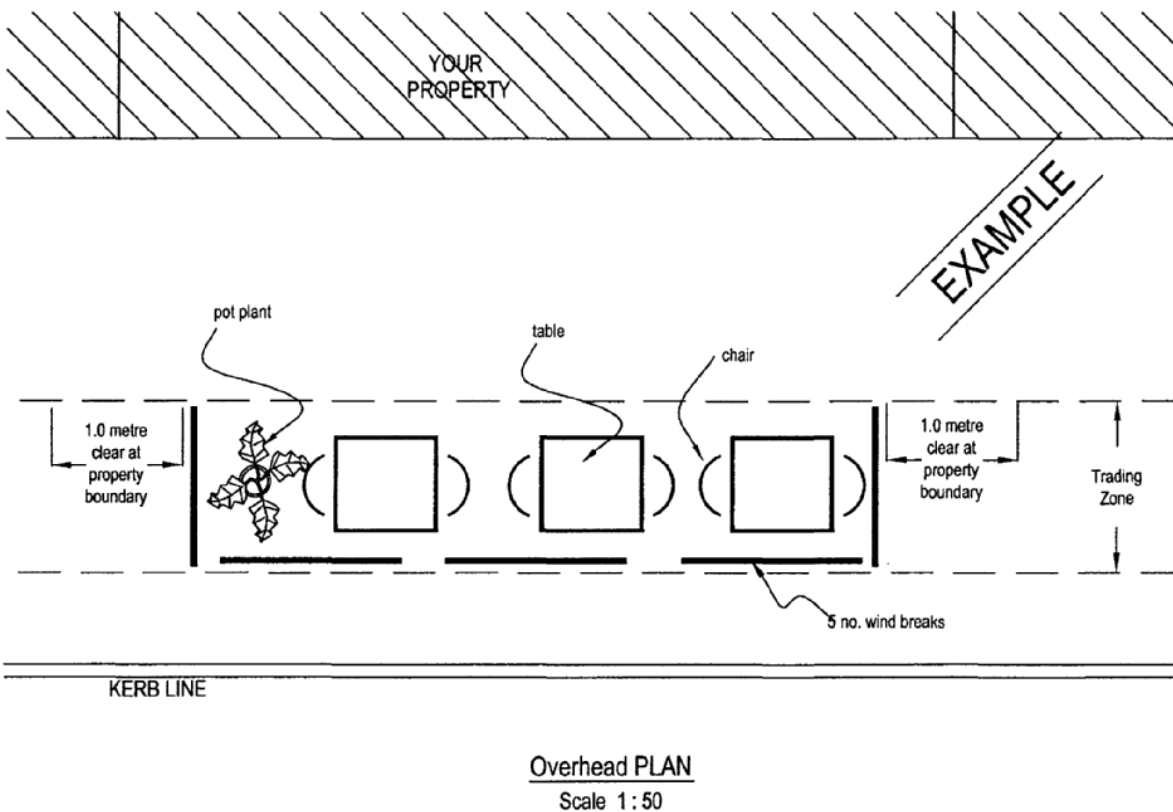 YOUR
PROPERTY
EXAMPLE
pot plant
table
chair
1.0 metre
clear at
property
boundary
1.0 metre
clear at
property
boundary
Trading
Zone
5 no. wind breaks
KERB LINE
Overhead PLAN
Scale 1:50